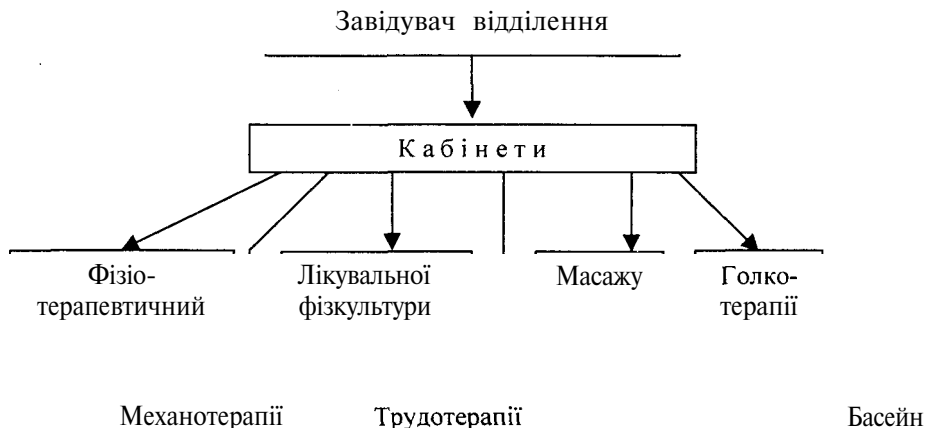 Завідувач відділення
Кабінети
Фізіо-
терапевтичний
Лікувальної
фізкультури
Масажу
Голко-
терапії
Механотерапії
Трудотерапії
Басейн